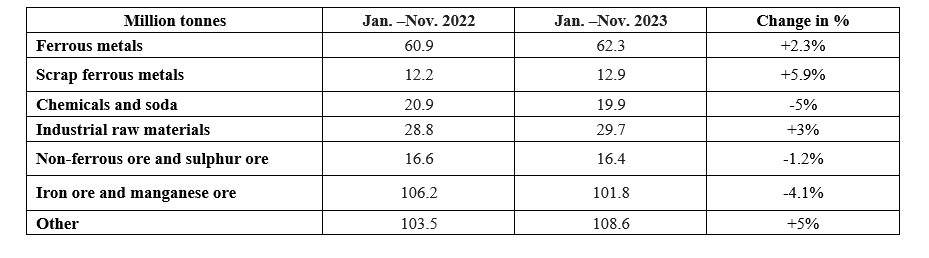 Million tonnes Jan. –Nov. 2022 Jan. –Nov. 2023 Change in %
Ferrous metals 60.9 62.3 +2.3%
Scrap ferrous metals 12.2 12.9 +5.9%
Chemicals and soda 20.9 19.9 -5%
Industrial raw materials 28.8 29.7 +3%
Non-ferrous ore and sulphur ore 16.6 16.4 -1.2%
Iron ore and manganese ore 106.2 101.8 -4.1%
Other 103.5 108.6 +5%